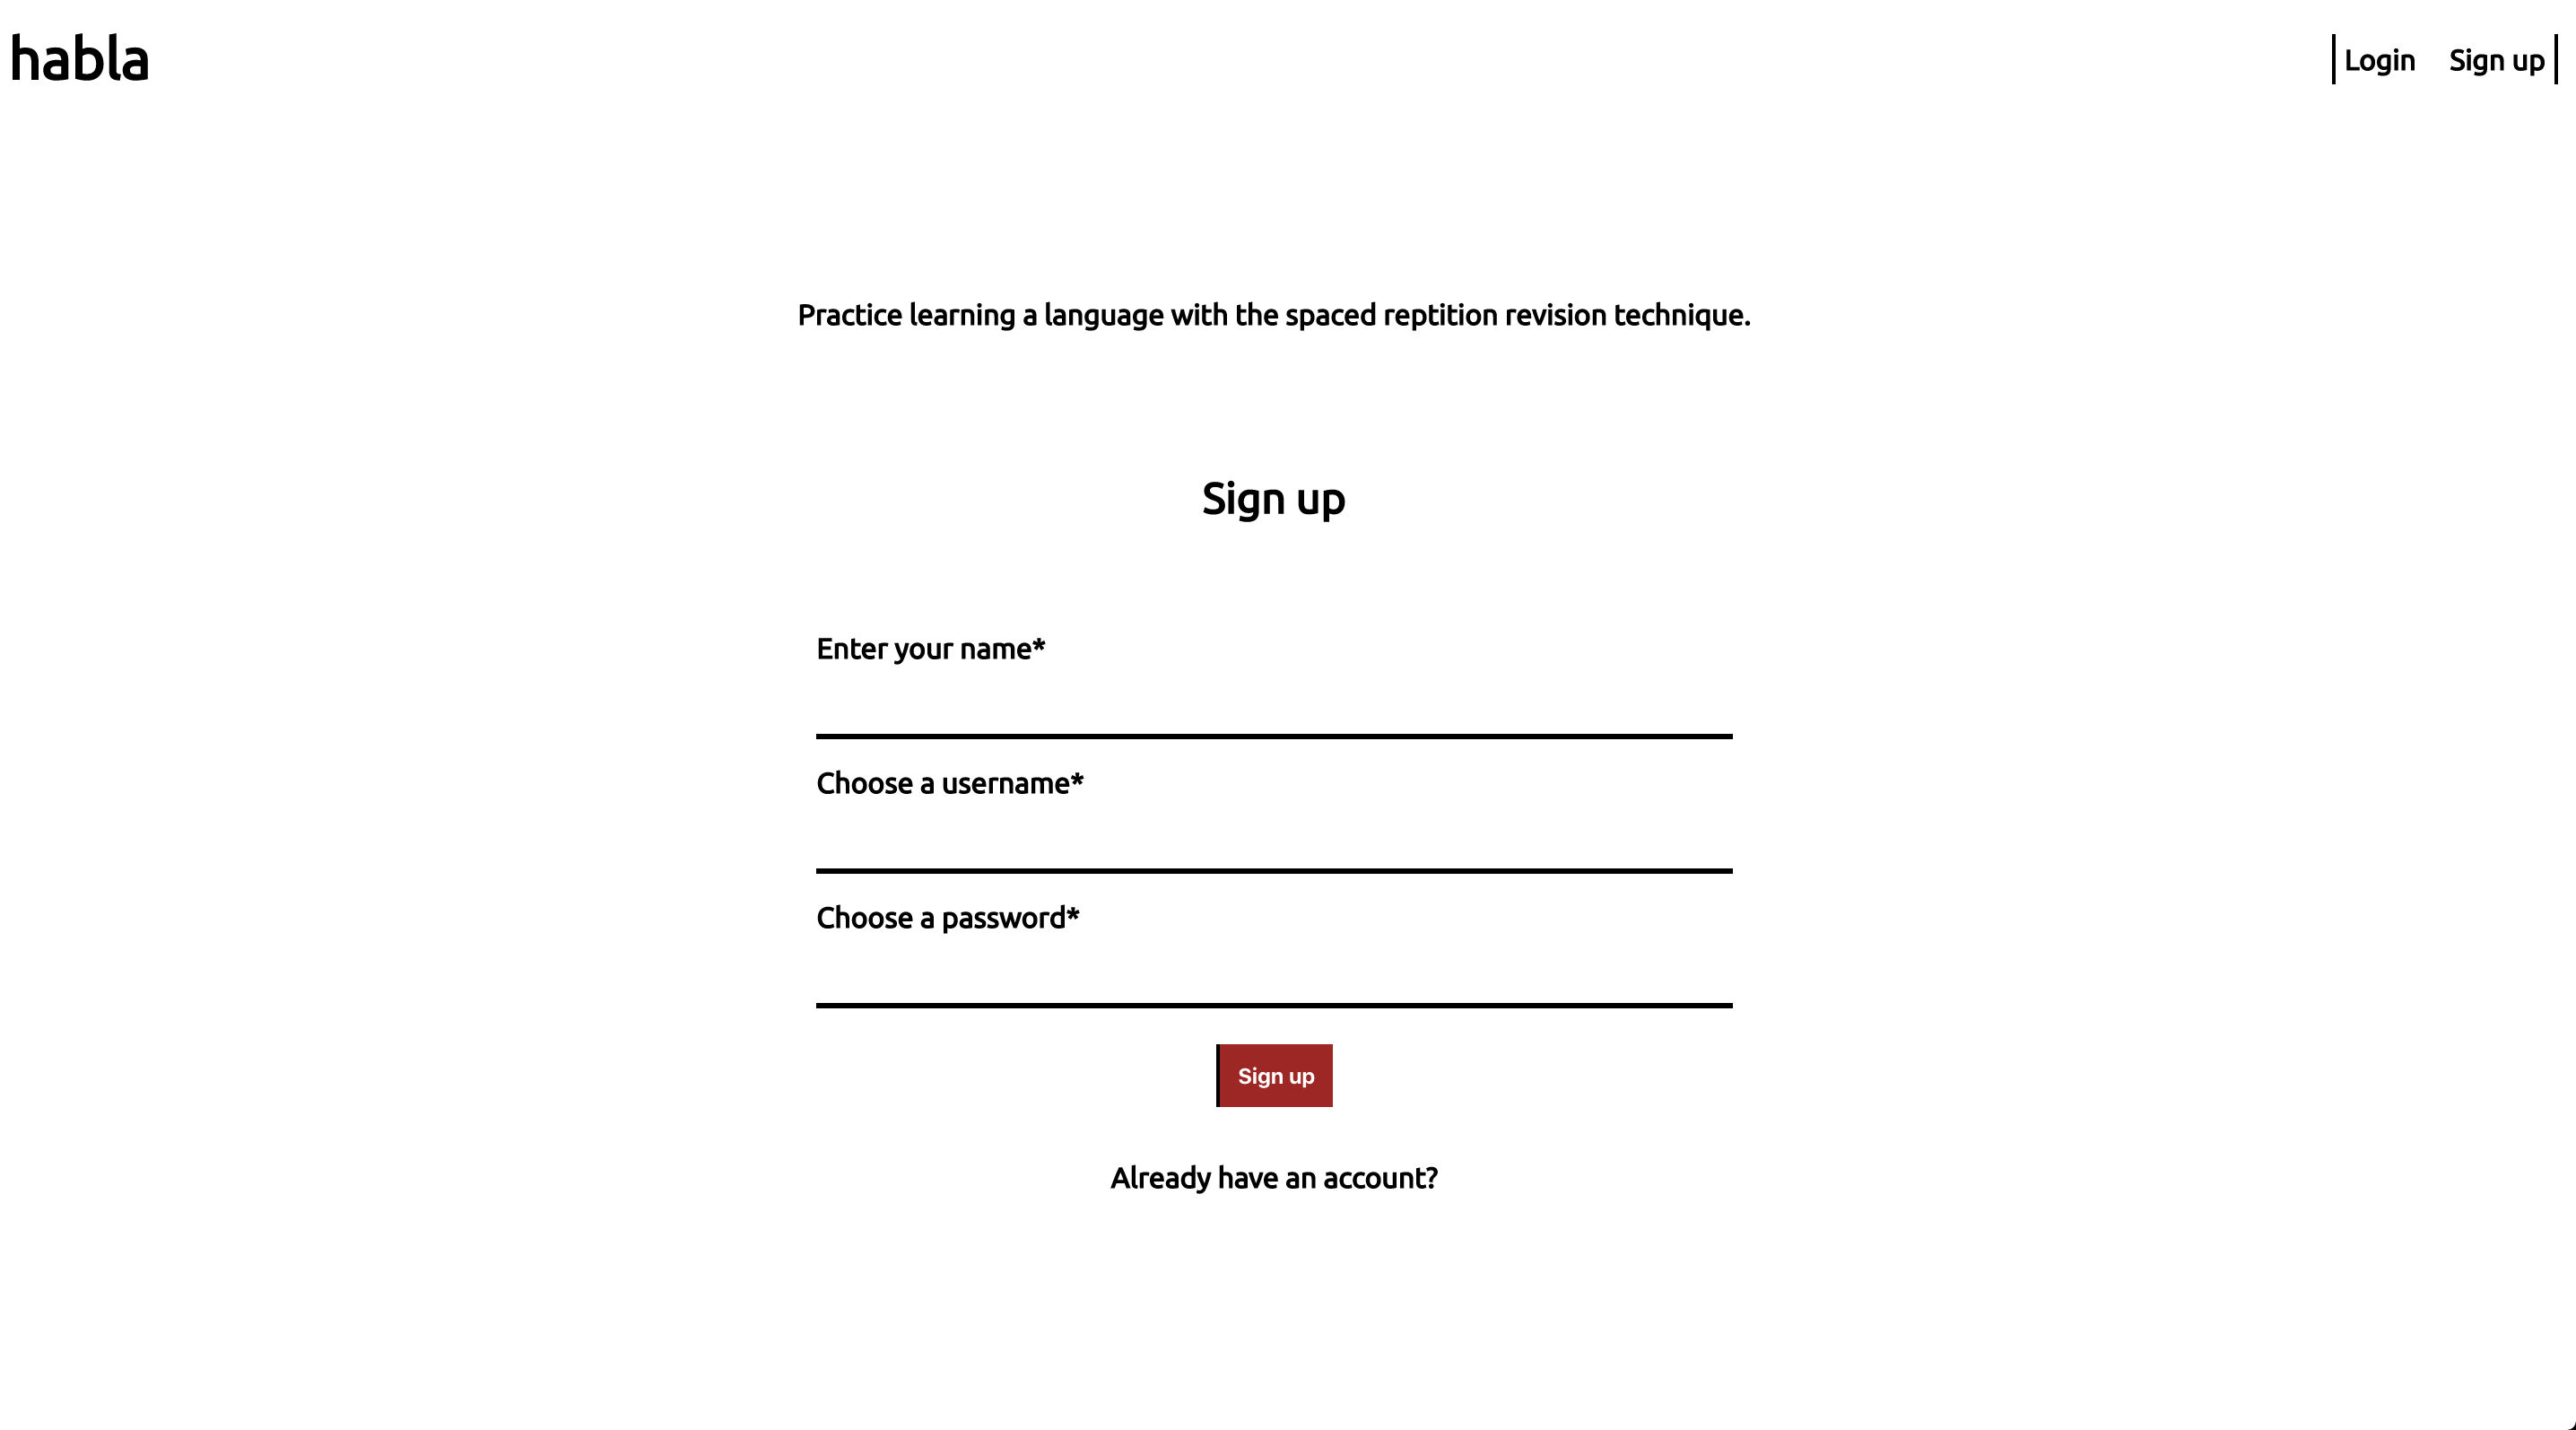 habla
Login Sign up
Practice learning a language with the spaced reptition revision technique.
Sign up
Enter your name*
Choose a username*
Choose a password*
Sign up
Already have an account?